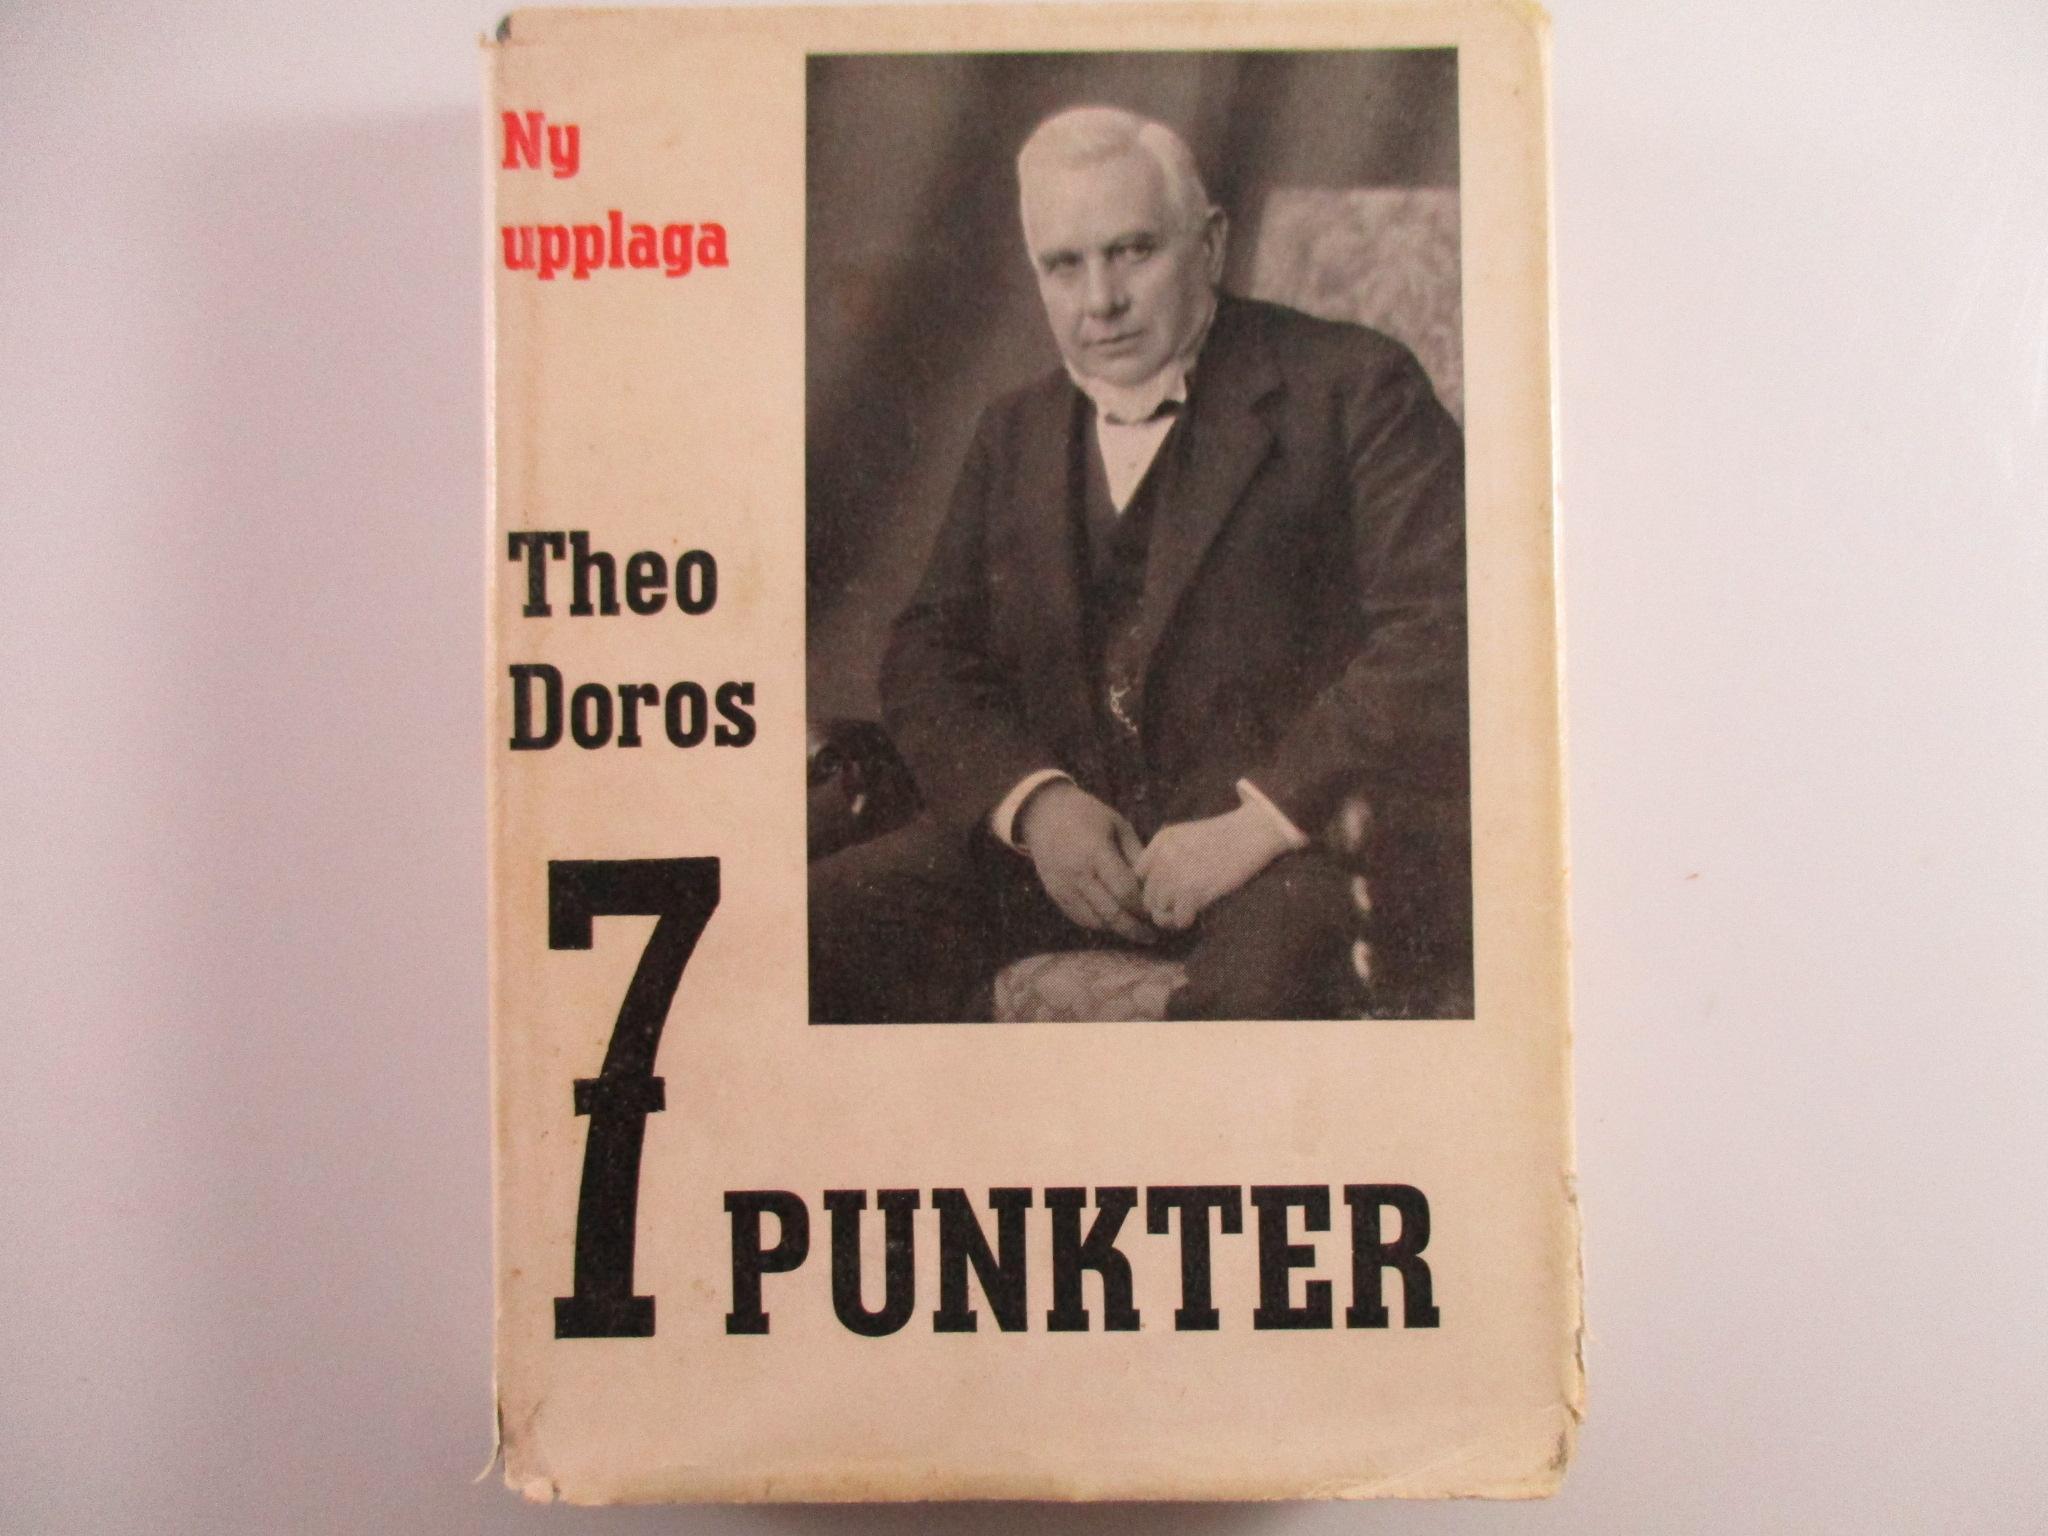 Ny
upplaga
Theo
Doros
7
PUNKTER